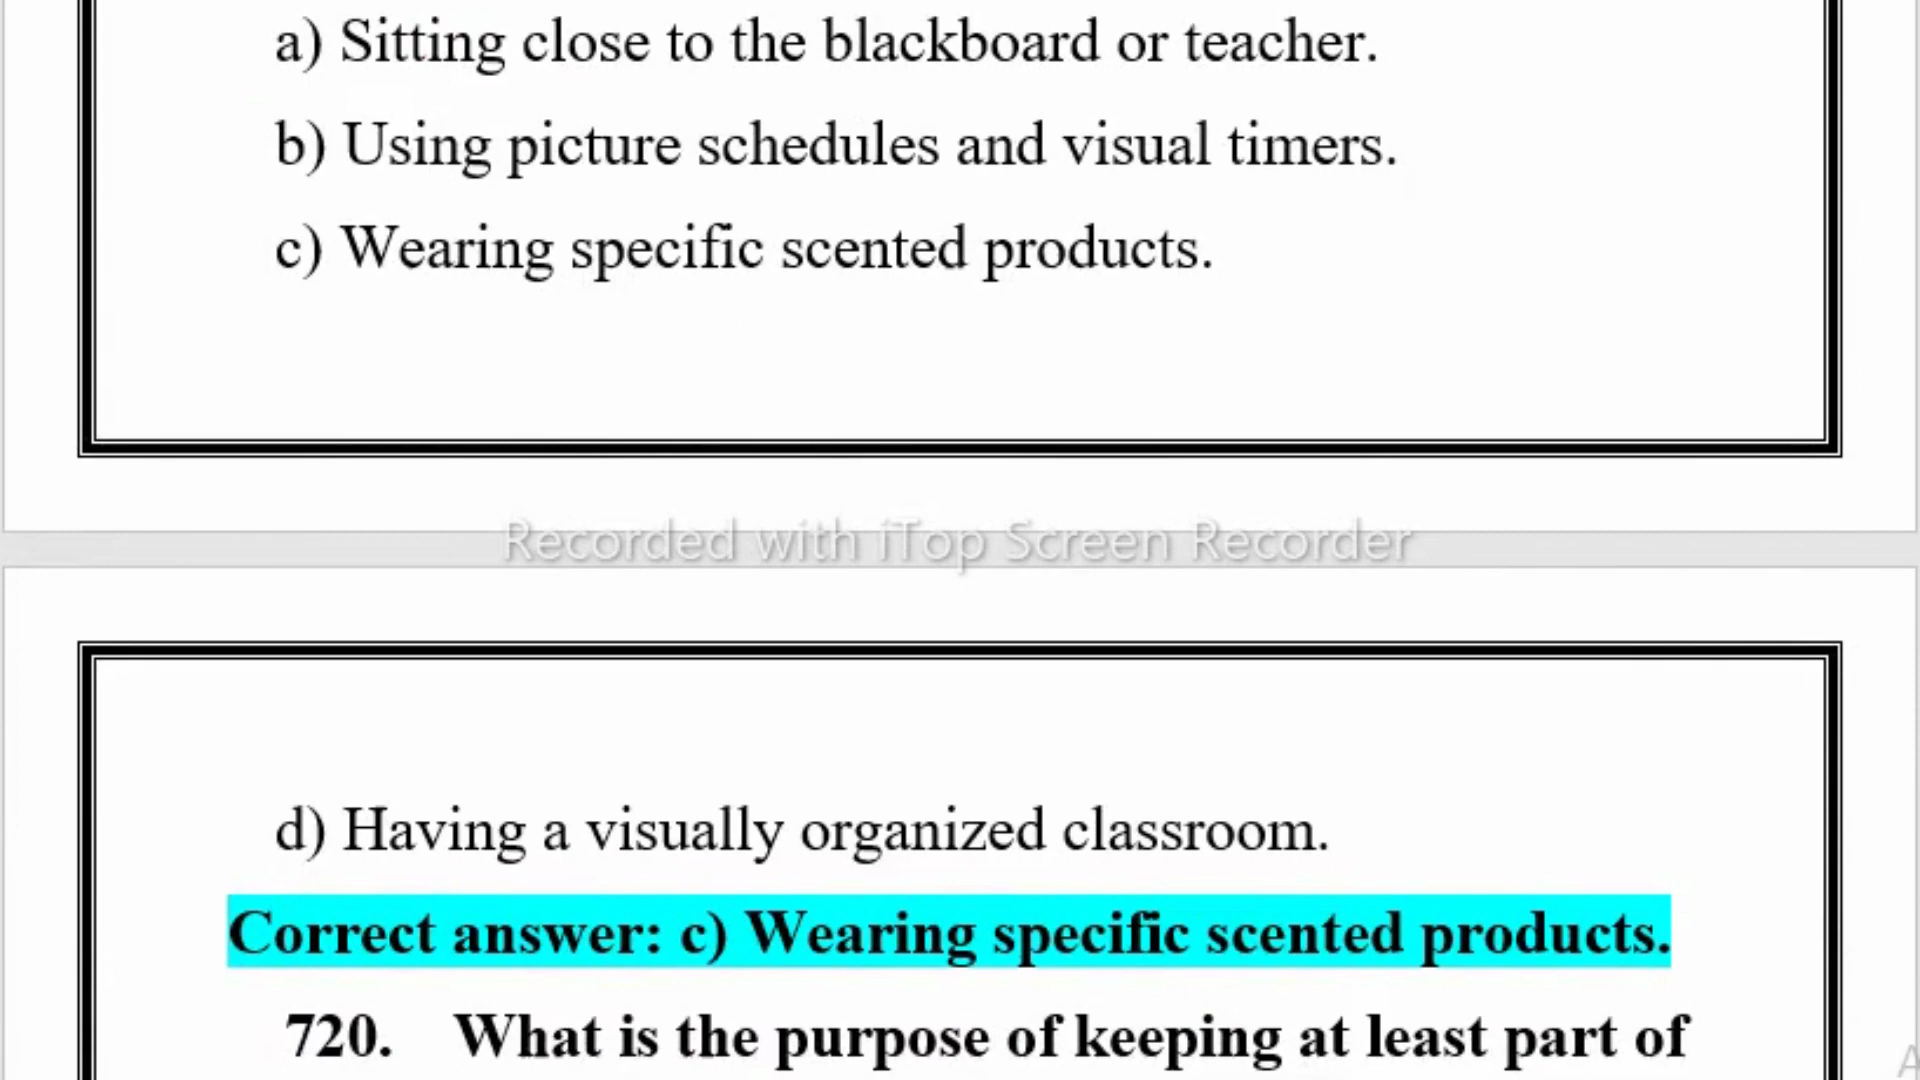 a) Sitting close to the blackboard or teacher.
b) Using picture schedules and visual timers.
c) Wearing specific scented products.
Recorded with iTop Screen Recorder
d) Having a visually organized classroom.
Correct answer: c) Wearing specific scented products.
720. What is the purpose of keeping at least part of